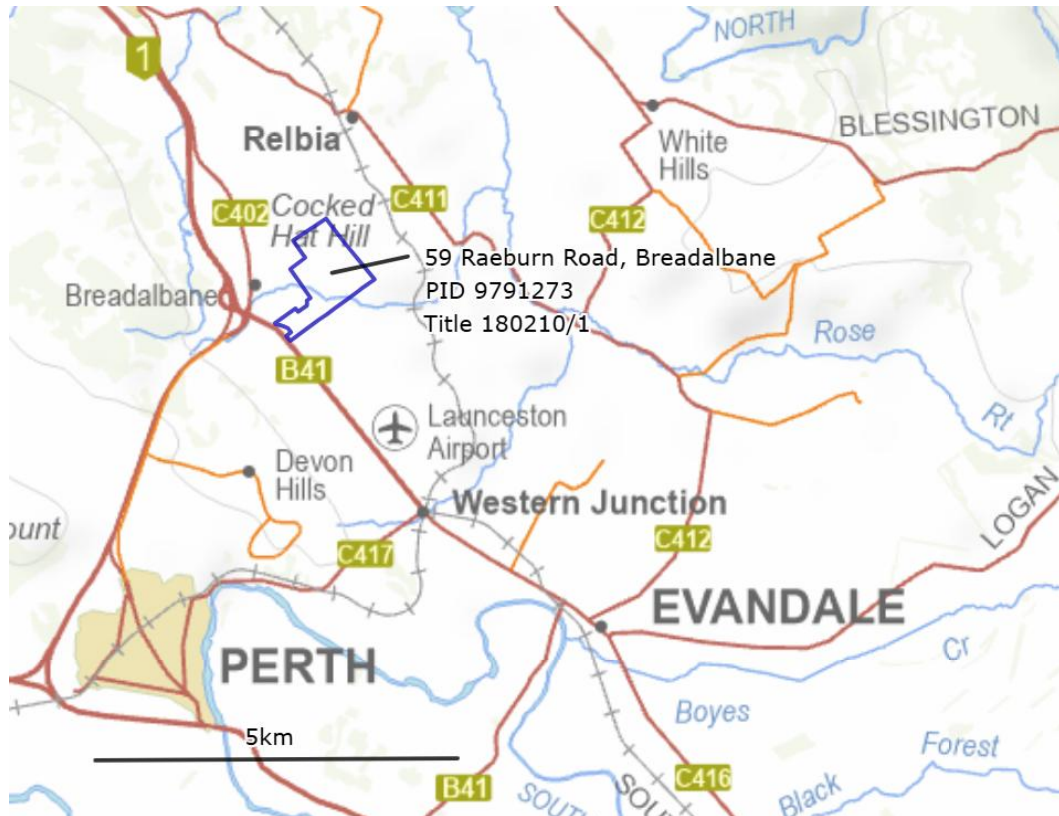 NORTH
1
White
Hills
BLESSINGTON
Relbia
C411
C402
Cocked
Hat Hill
C412
59 Raeburn Road, Breadalbane
PID 9791273
Title 180210/1
Breadalbane
Rose
Rt
B41
Launceston
Airport
Devon
Hills
Western Junction
LOGAN
ount
C417
C412
EVANDALE
PERTH
Cr
Boyes
5km
Forest
B41
C416
Black
SOUTH
SOU